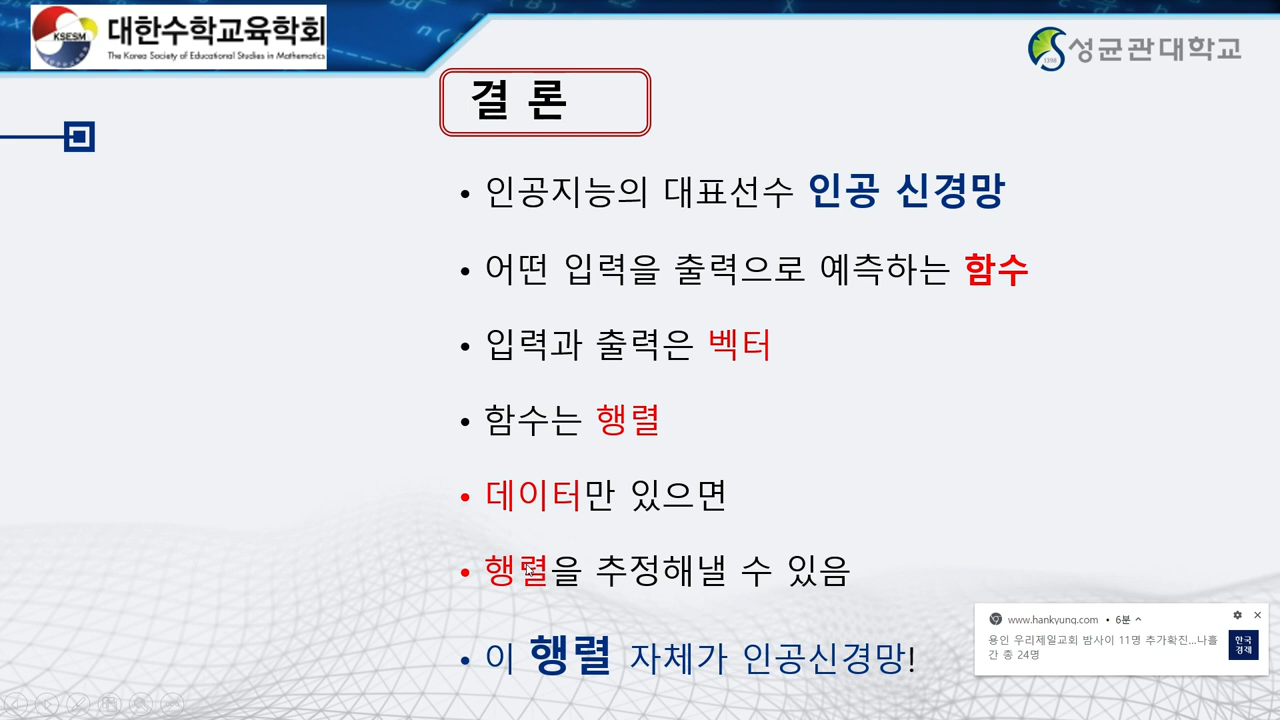 대한수학교육학회
The Korea Society of Educational Studies in Mathematics
KSESM
성균관대학교
1398
결 론
• 인공지능의 대표선수 인공 신경망
• 어떤 입력을 출력으로 예측하는 함수
• 입력과 출력은 벡터
• 함수는 행렬
• 데이터만 있으면
• 행렬을 추정해낼 수 있음
• 이 행렬 자체가 인공신경망!
www.hankyung.com • 6분
용인 우리제일교회 밤사이 11명 추가확진...나흘
간 총 24명
한국
경제